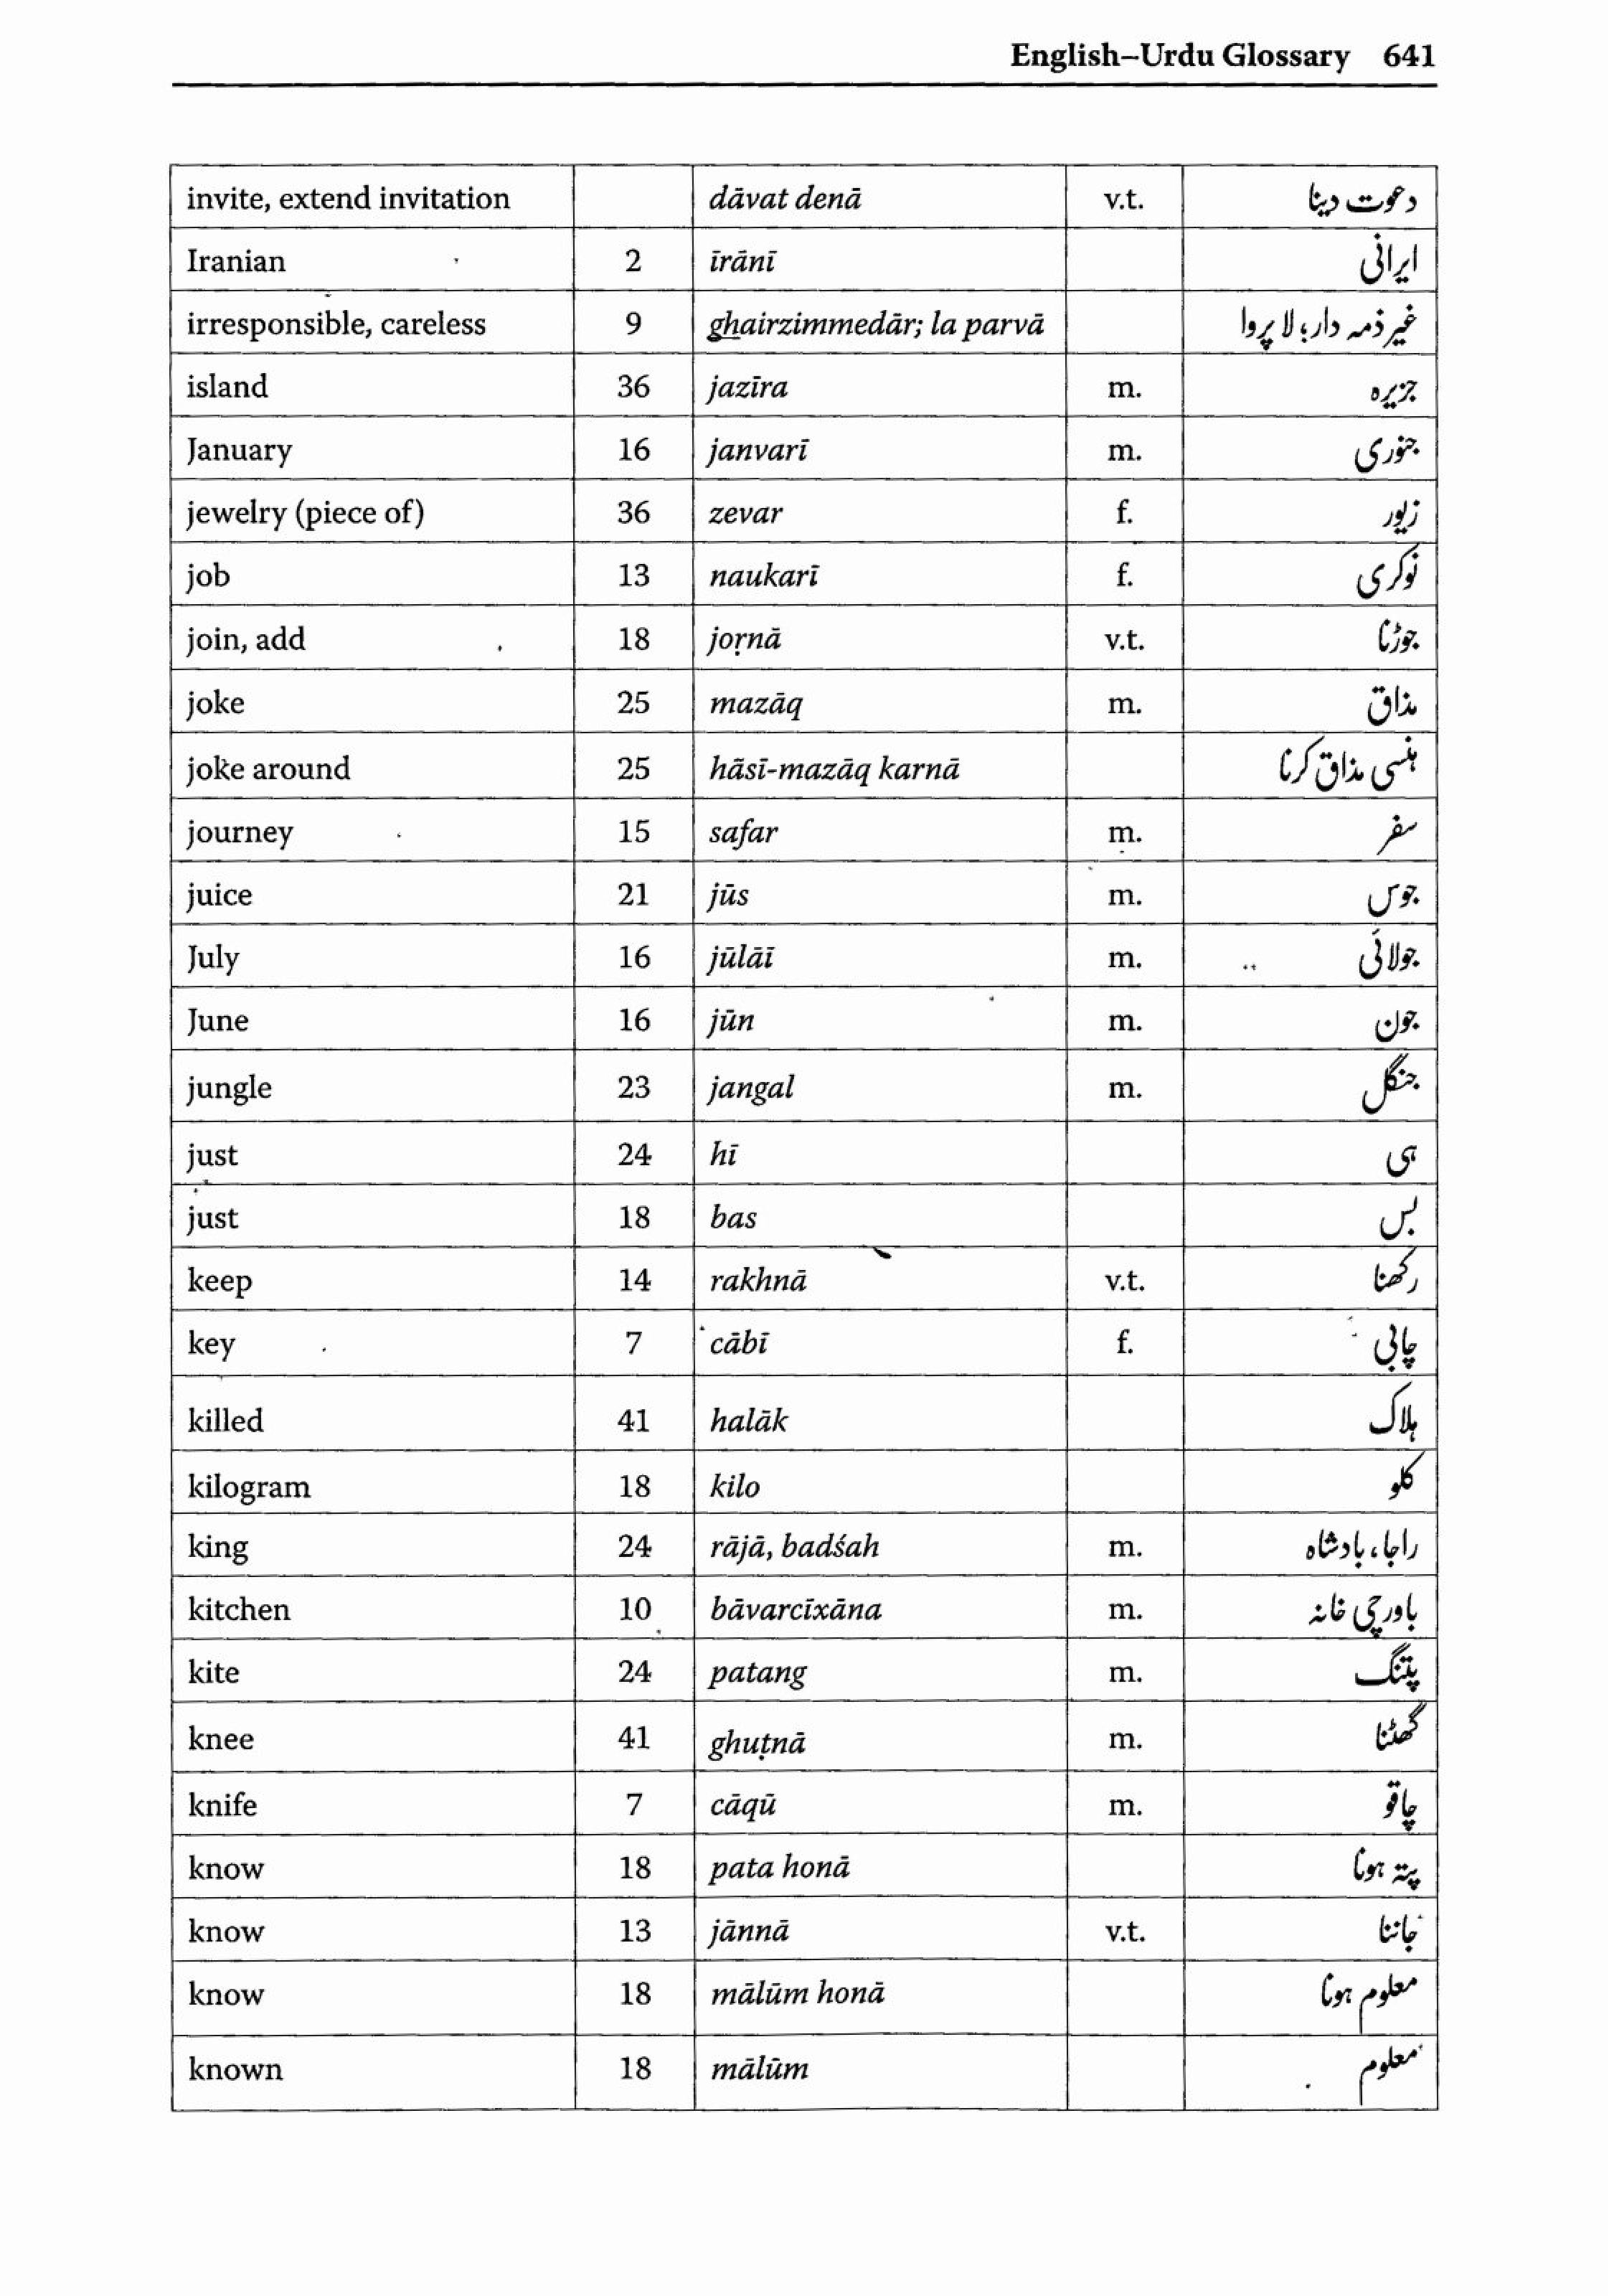 English–Urdu Glossary 641
invite, extend invitation dāvat denā v.t. دعوت دینا
Iranian 2 īrānī ایرانی
irresponsible, careless 9 ghairzimmedār; la parvā غیر ذمہ دار؛ لا پروا
island 36 jazīra m. جزیرہ
January 16 janvarī m. جنوری
jewelry (piece of) 36 zevar f. زیور
job 13 naukarī f. نوکری
join, add 18 joṛnā v.t. جوڑنا
joke 25 mazāq m. مذاق
joke around 25 hãsī-mazāq karnā ہنسی مذاق کرنا
journey 15 safar m. سفر
juice 21 jūs m. جوس
July 16 jūlāī m. جولائی
June 16 jūn m. جون
jungle 23 jangal m. جنگل
just 24 hī ہی
just 18 bas بس
keep 14 rakhnā v.t. رکھنا
key 7 cābī f. چابی
killed 41 halāk ہلاک
kilogram 18 kilo کلو
king 24 rājā, badśah m. راجا، بادشاہ
kitchen 10 bāvarcīxāna m. باورچی خانہ
kite 24 patang m. پتنگ
knee 41 ghuṭnā m. گھٹنا
knife 7 cāqū m. چاقو
know 18 pata honā پتہ ہونا
know 13 jānnā v.t. جاننا
know 18 mālūm honā معلوم ہونا
known 18 mālūm معلوم